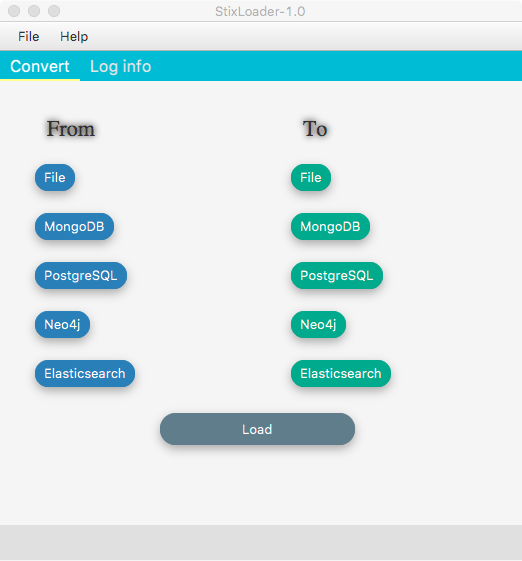 StixLoader-1.0
File Help
Convert Log info
From To
File File
MongoDB MongoDB
PostgreSQL PostgreSQL
Neo4j Neo4j
Elasticsearch Elasticsearch
Load